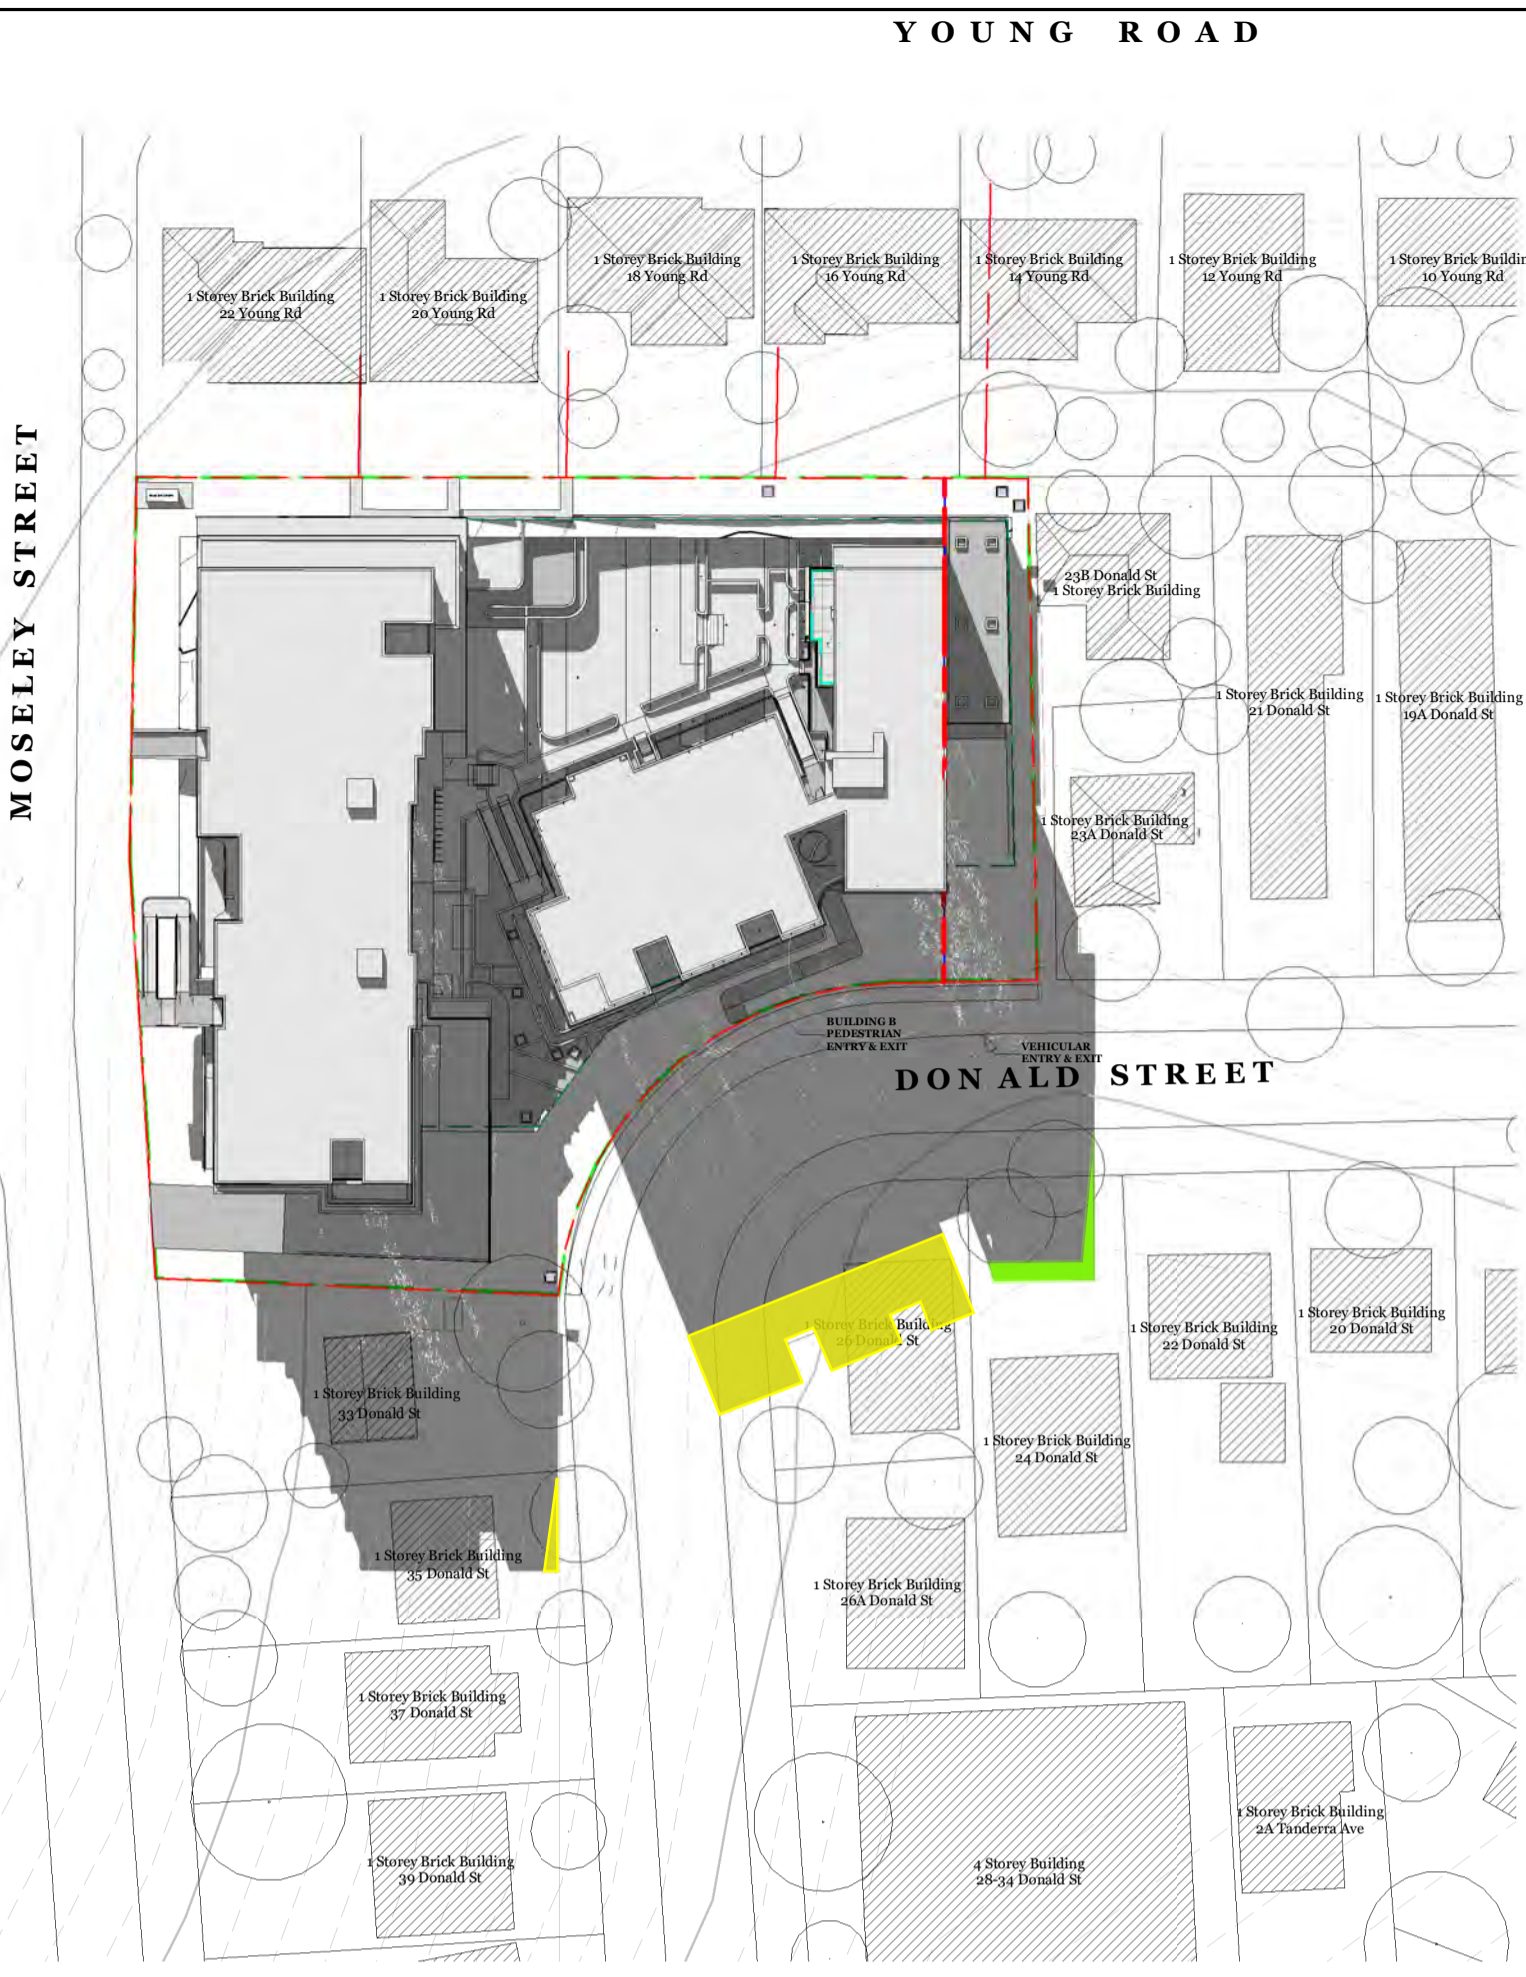 YOUNG ROAD
MOSELEY STREET
1 Storey Brick Building
22 Young Rd
1 Storey Brick Building
20 Young Rd
1 Storey Brick Building
18 Young Rd
1 Storey Brick Building
16 Young Rd
1 Storey Brick Building
14 Young Rd
1 Storey Brick Building
12 Young Rd
1 Storey Brick Buildin
10 Young Rd
23B Donald St
1 Storey Brick Building
1 Storey Brick Building
21 Donald St
1 Storey Brick Building
19A Donald St
1 Storey Brick Building
23A Donald St
BUILDING B
PEDESTRIAN
ENTRY & EXIT
VEHICULAR
ENTRY & EXIT
DONALD STREET
1 Storey Brick Building
26 Donald St
1 Storey Brick Building
22 Donald St
1 Storey Brick Building
20 Donald St
1 Storey Brick Building
33 Donald St
1 Storey Brick Building
24 Donald St
1 Storey Brick Building
35 Donald St
1 Storey Brick Building
26A Donald St
1 Storey Brick Building
37 Donald St
1 Storey Brick Building
39 Donald St
4 Storey Building
28-34 Donald St
1 Storey Brick Building
2A Tanderra Ave